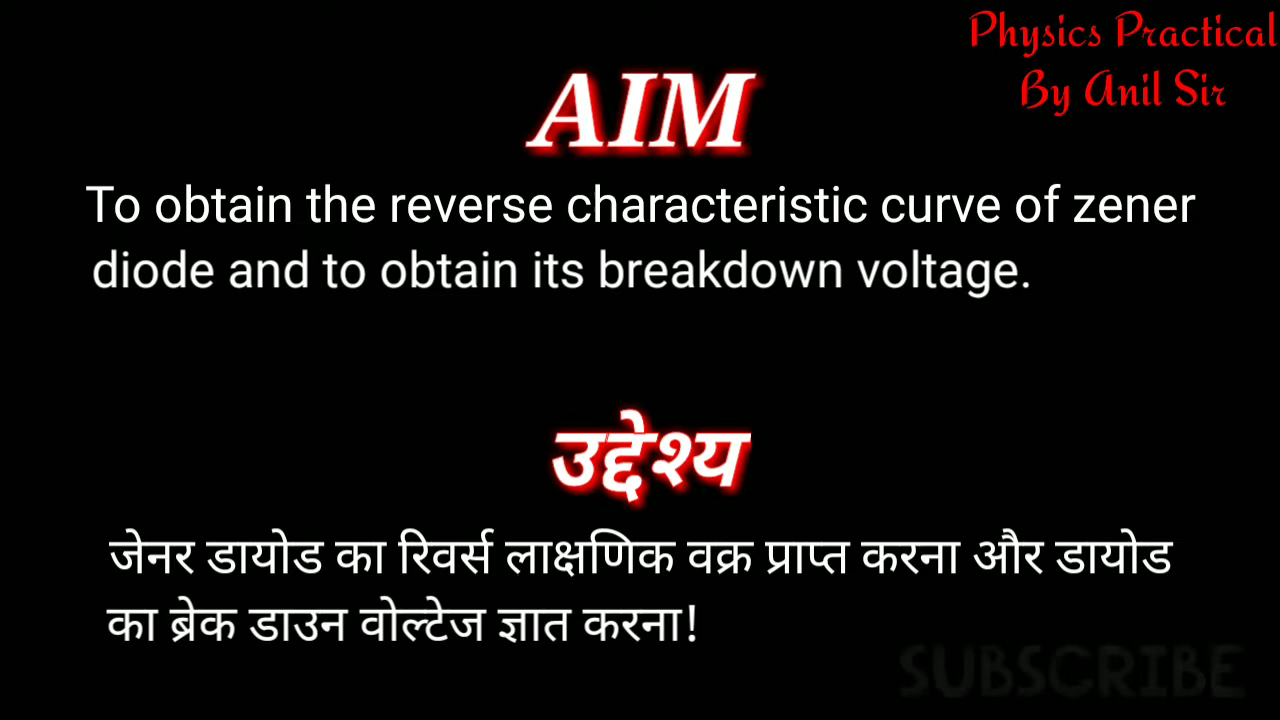 Physics Practical
By Anil Sir
AIM
To obtain the reverse characteristic curve of zener
diode and to obtain its breakdown voltage.
उद्देश्य
जेनर डायोड का रिवर्स लाक्षणिक वक्र प्राप्त करना और डायोड
का ब्रेक डाउन वोल्टेज ज्ञात करना!
SUBSCRIBE